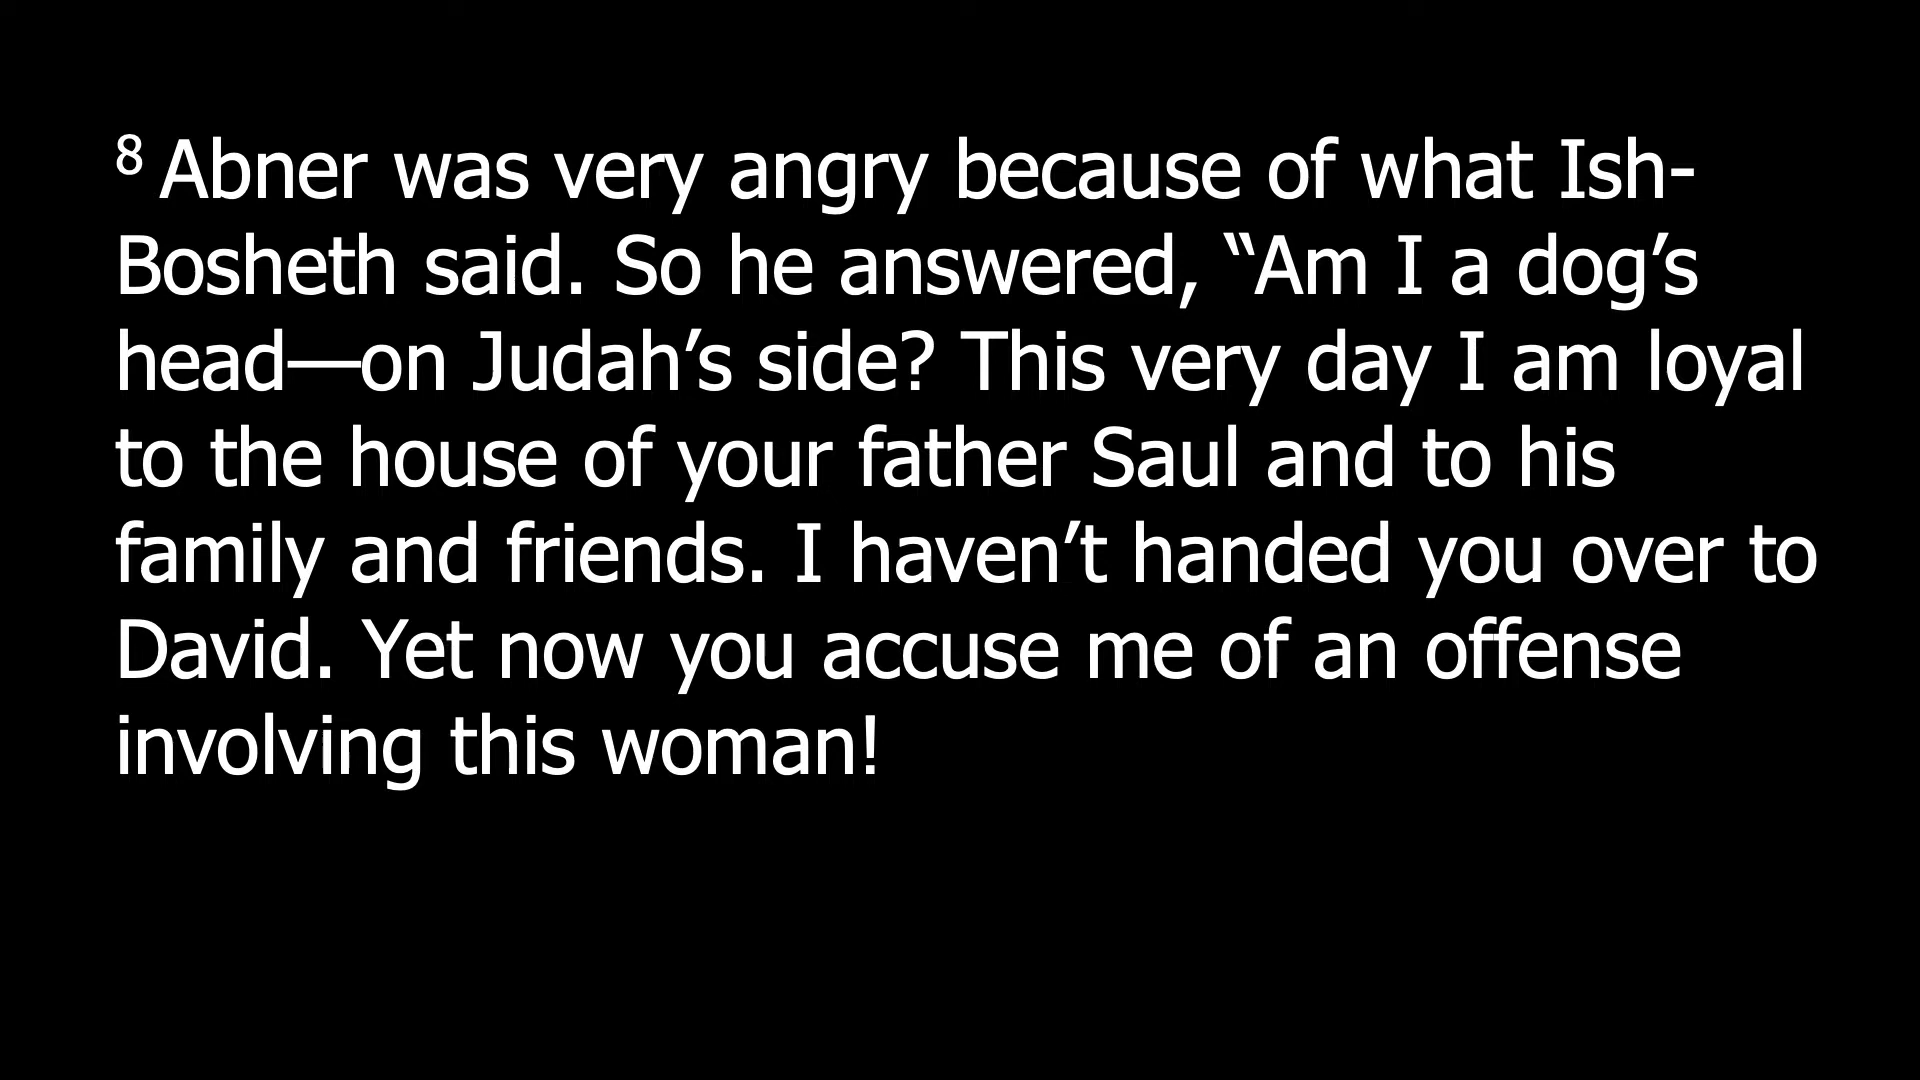 8 Abner was very angry because of what Ish-
Bosheth said. So he answered, “Am I a dog’s
head—on Judah’s side? This very day I am loyal
to the house of your father Saul and to his
family and friends. I haven’t handed you over to
David. Yet now you accuse me of an offense
involving this woman!